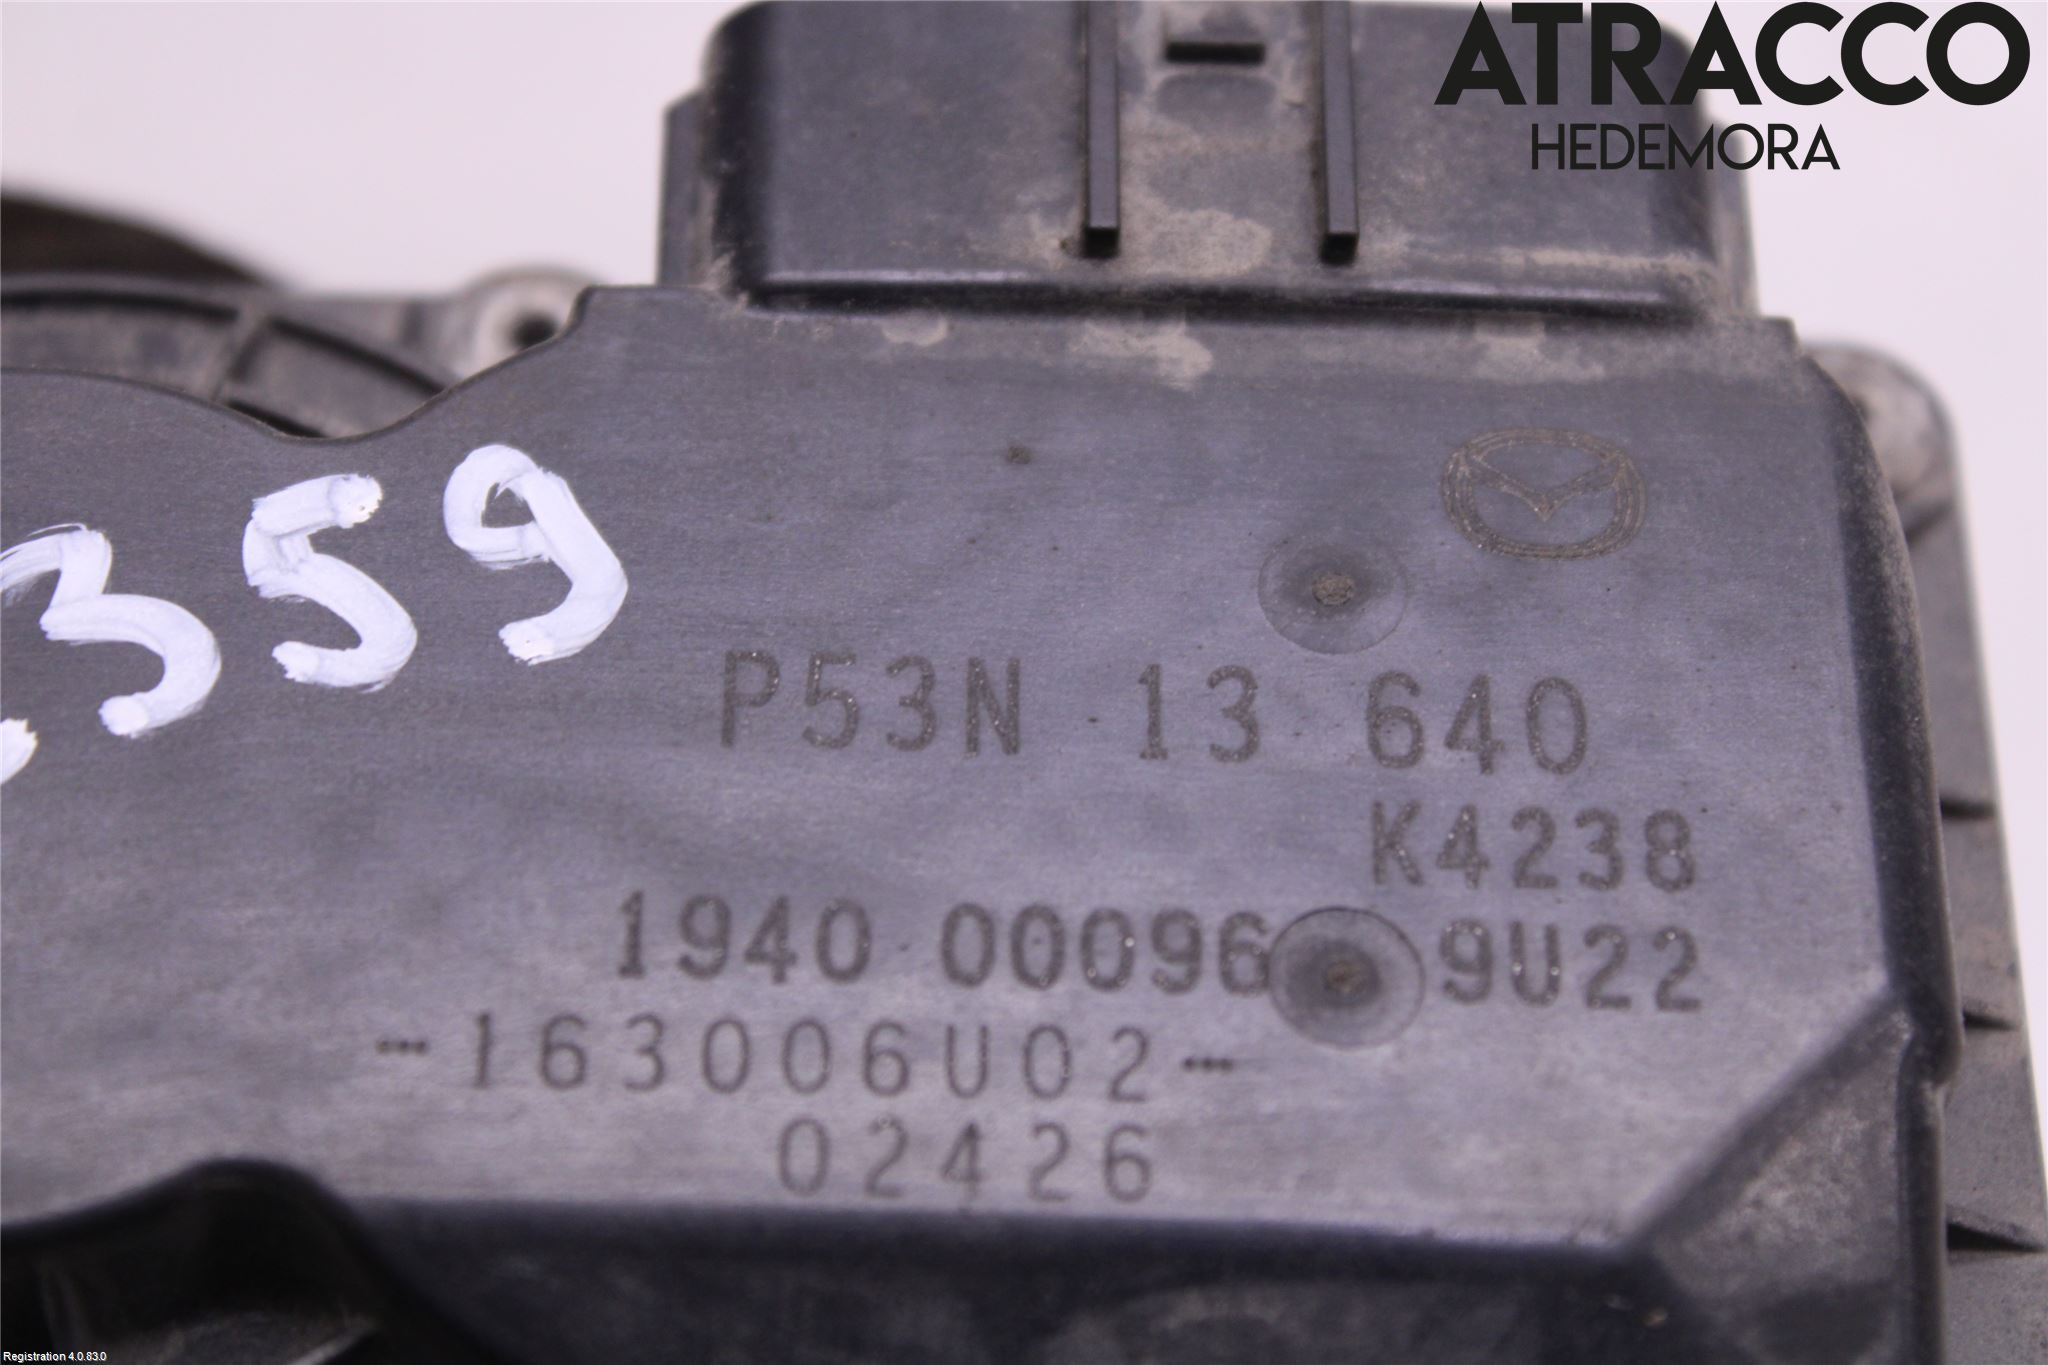 ATRACCO
HEDEMORA
359
P53N 13 640
K4238
1940 00096 9U22
-163006U02-
02426
Registration 4.0.83.0